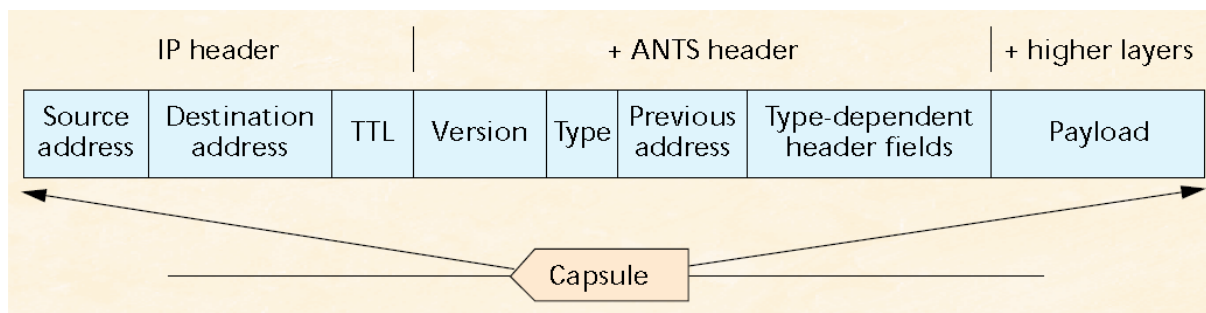 IP header
+ ANTS header
+ higher layers
Source
address
Destination
address
TTL
Version
Type
Previous
address
Type-dependent
header fields
Payload
Capsule